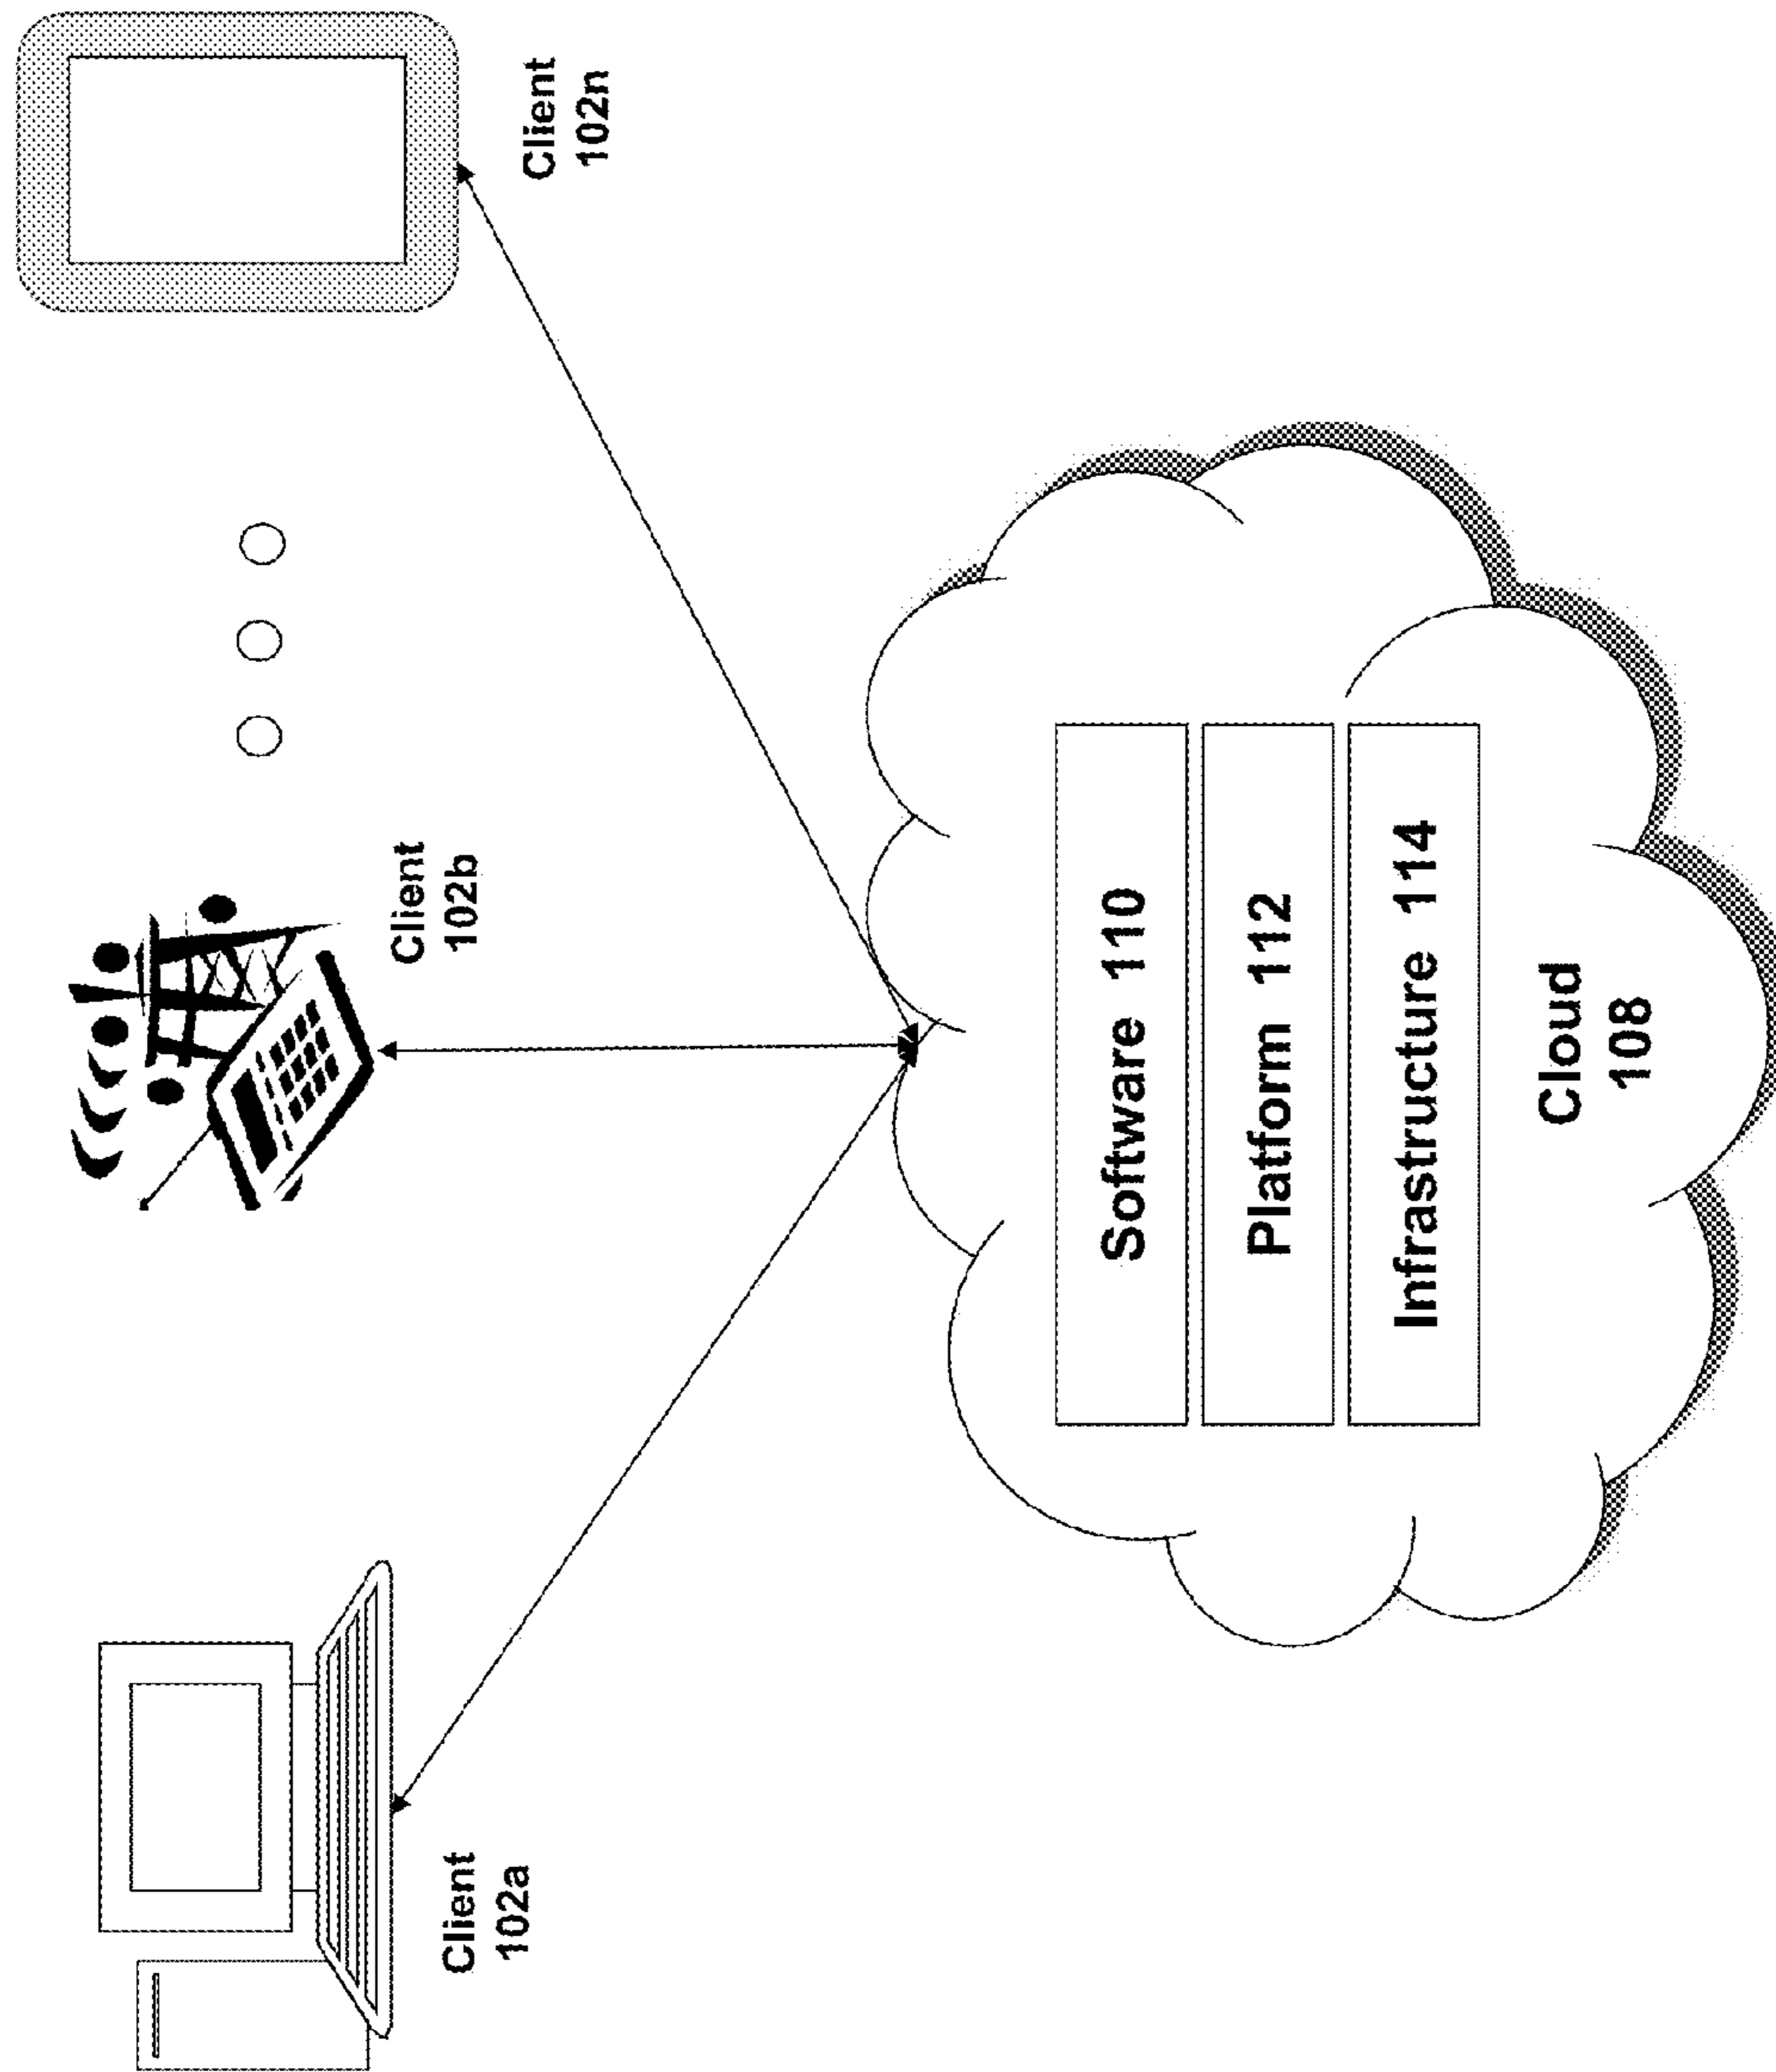 Client
102a
Client
102b
Client
102n
Software 110
Platform 112
Infrastructure 114
Cloud
108